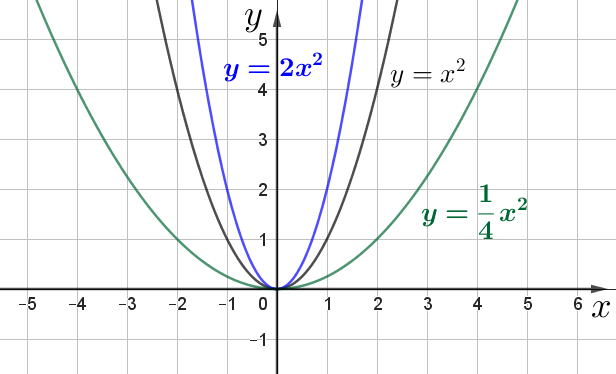 y
5
y = 2x²
y = x²
4
3
2
y = 1/4 x²
1
−5 −4 −3 −2 −1 0 1 2 3 4 5 6
x
−1